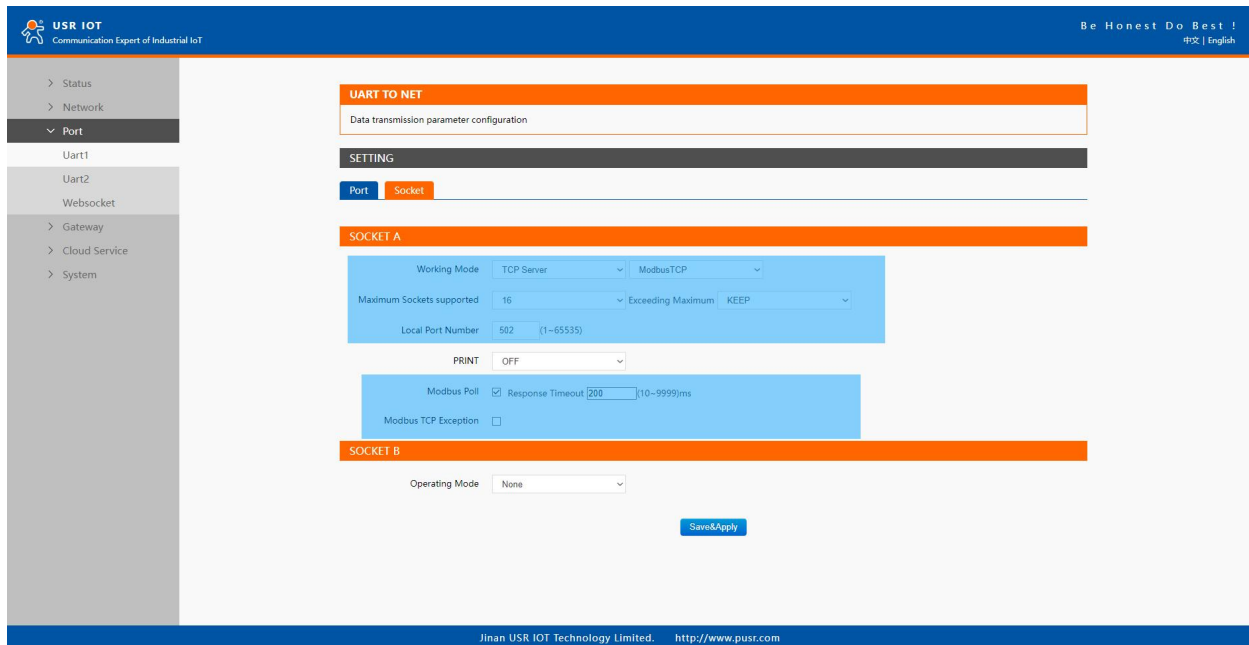 USR IOT
Communication Expert of Industrial IoT
Be Honest Do Best !
中文 | English
Status
Network
Port
Uart1
Uart2
Websocket
Gateway
Cloud Service
System
UART TO NET
Data transmission parameter configuration
SETTING
Port Socket
SOCKET A
Working Mode TCP Server ModbusTCP
Maximum Sockets supported 16 Exceeding Maximum KEEP
Local Port Number 502 (1~65535)
PRINT OFF
Modbus Poll Response Timeout 200 (10~9999)ms
Modbus TCP Exception
SOCKET B
Operating Mode None
Save&Apply
Jinan USR IOT Technology Limited. http://www.pusr.com